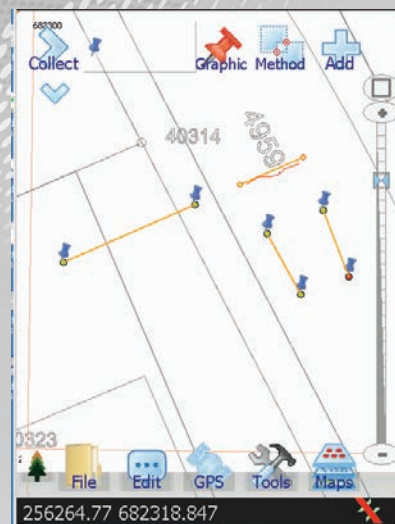 682300
Collect
Graphic
Method
Add
40314
4959
0323
File
Edit
GPS
Tools
Maps
256264.77 682318.847